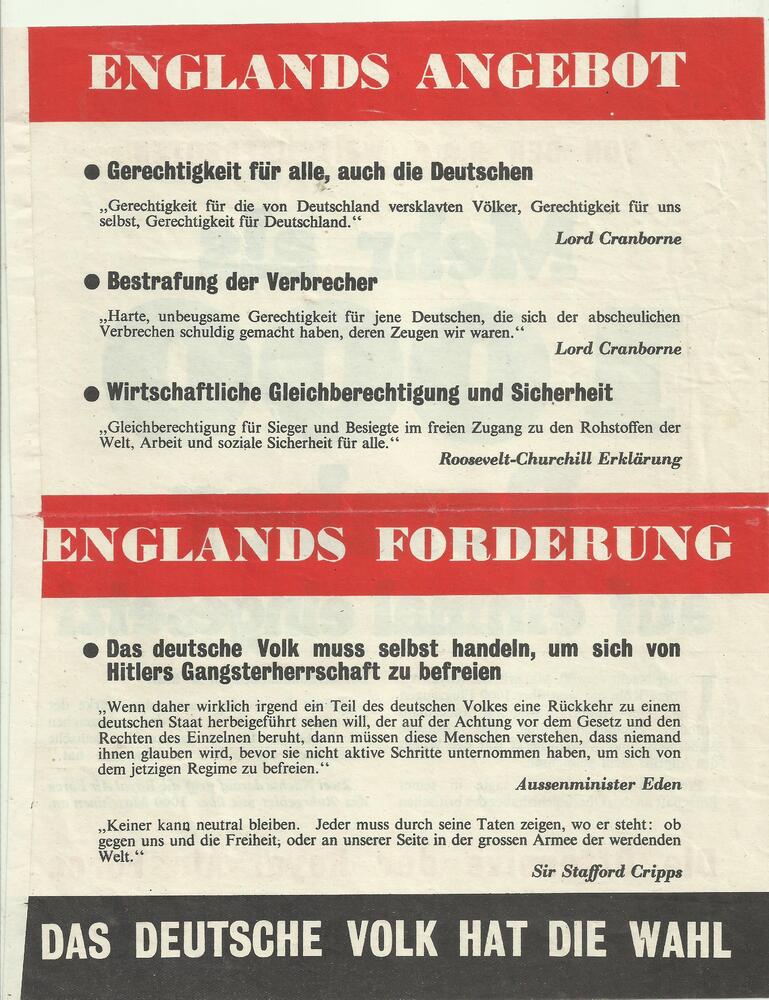 ENGLANDS ANGEBOT
● Gerechtigkeit für alle, auch die Deutschen
„Gerechtigkeit für die von Deutschland versklavten Völker, Gerechtigkeit für uns
selbst, Gerechtigkeit für Deutschland.“
Lord Cranborne
● Bestrafung der Verbrecher
„Harte, unbeugsame Gerechtigkeit für jene Deutschen, die sich der abscheulichen
Verbrechen schuldig gemacht haben, deren Zeugen wir waren.“
Lord Cranborne
● Wirtschaftliche Gleichberechtigung und Sicherheit
„Gleichberechtigung für Sieger und Besiegte im freien Zugang zu den Rohstoffen der
Welt, Arbeit und soziale Sicherheit für alle.“
Roosevelt-Churchill Erklärung
ENGLANDS FORDERUNG
● Das deutsche Volk muss selbst handeln, um sich von
Hitlers Gangsterherrschaft zu befreien
„Wenn daher wirklich irgend ein Teil des deutschen Volkes eine Rückkehr zu einem
deutschen Staat herbeigeführt sehen will, der auf der Achtung vor dem Gesetz und den
Rechten des Einzelnen beruht, dann müssen diese Menschen verstehen, dass niemand
ihnen glauben wird, bevor sie nicht aktive Schritte unternommen haben, um sich von
dem jetzigen Regime zu befreien.“
Aussenminister Eden
„Keiner kann neutral bleiben. Jeder muss durch seine Taten zeigen, wo er steht: ob
gegen uns und die Freiheit, oder an unserer Seite in der grossen Armee der werdenden
Welt.“
Sir Stafford Cripps
DAS DEUTSCHE VOLK HAT DIE WAHL